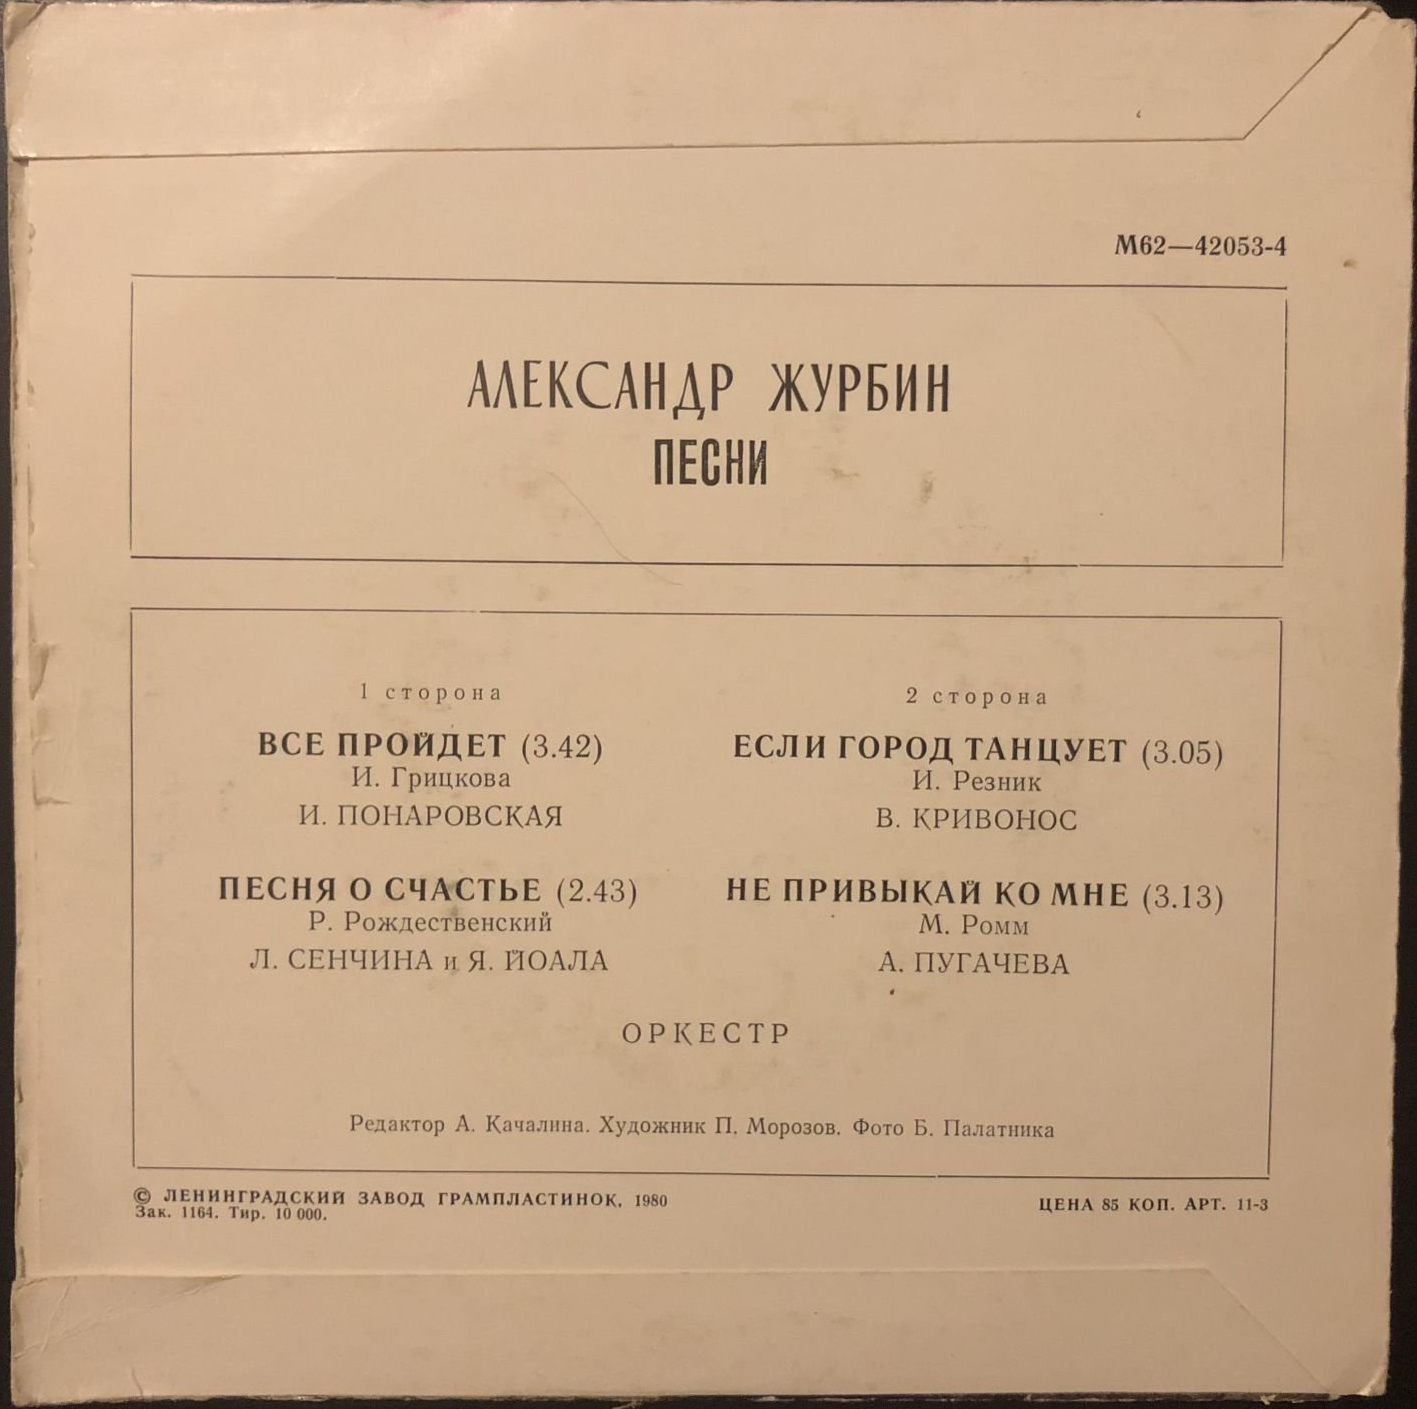 М62—42053-4
АЛЕКСАНДР ЖУРБИН
ПЕСНИ
1 сторона
ВСЕ ПРОЙДЕТ (3.42)
И. Грицкова
И. ПОНАРОВСКАЯ
ПЕСНЯ О СЧАСТЬЕ (2.43)
Р. Рождественский
Л. СЕНЧИНА и Я. ЙОАЛА
2 сторона
ЕСЛИ ГОРОД ТАНЦУЕТ (3.05)
И. Резник
В. КРИВОНОС
НЕ ПРИВЫКАЙ КО МНЕ (3.13)
М. Ромм
А. ПУГАЧЕВА
ОРКЕСТР
Редактор А. Качалина. Художник П. Морозов. Фото Б. Палатника
© ЛЕНИНГРАДСКИЙ ЗАВОД ГРАМПЛАСТИНОК, 1980
Зак. 1164. Тир. 10 000.
ЦЕНА 85 КОП. АРТ. 11-3